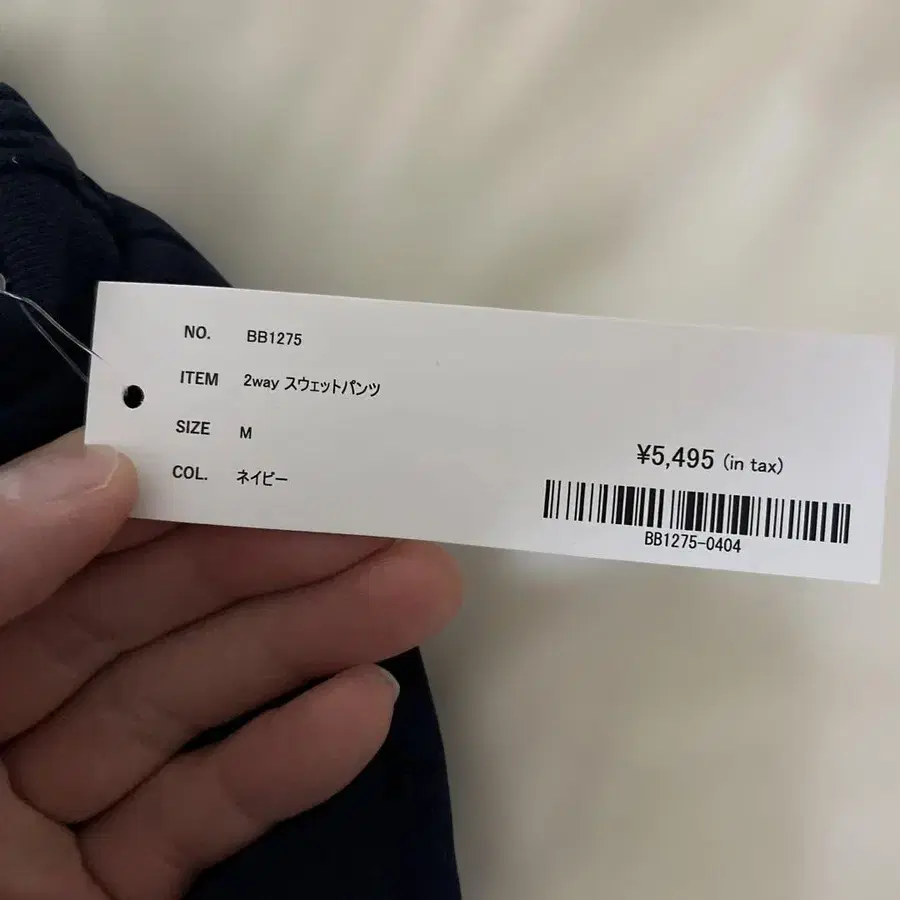 NO. BB1275
ITEM 2way スウェットパンツ
SIZE M
COL. ネイビー
¥5,495 (in tax)
BB1275-0404